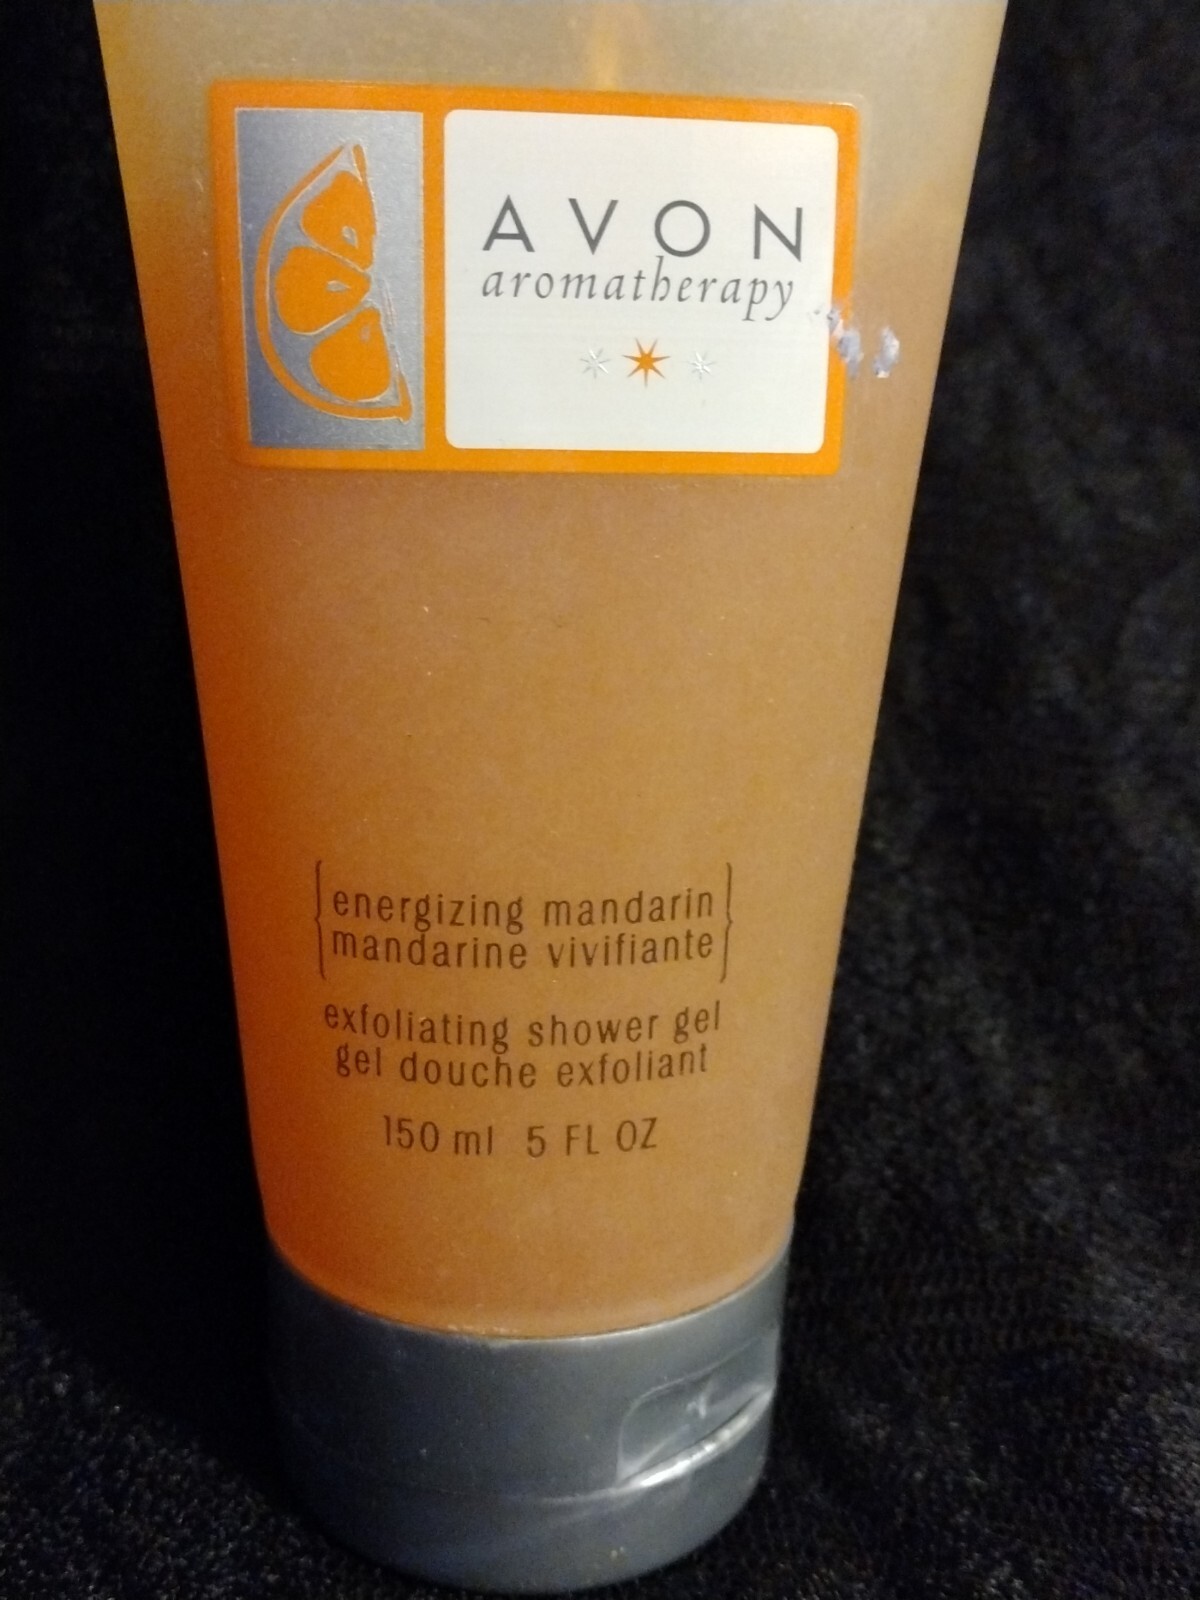 AVON
aromatherapy
energizing mandarin
mandarine vivifiante
exfoliating shower gel
gel douche exfoliant
150 ml 5 FL OZ